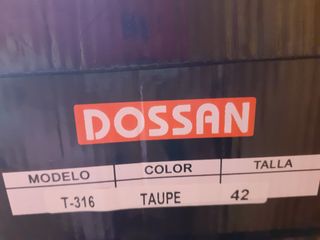 DOSSAN
MODELO COLOR TALLA
T-316 TAUPE 42